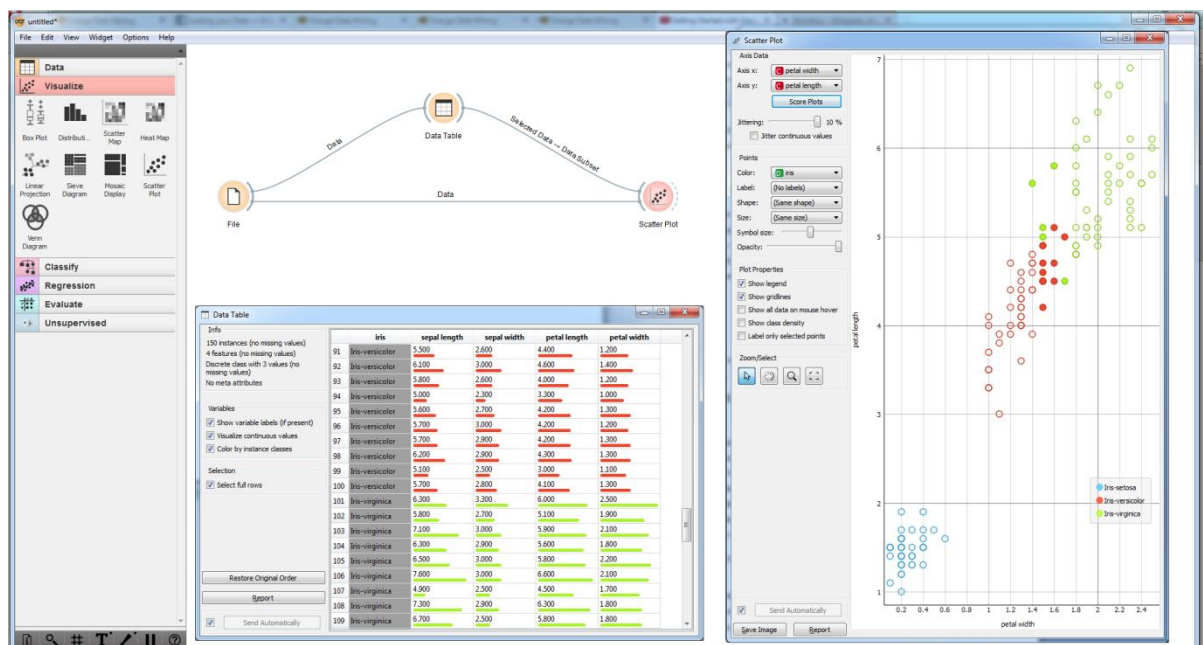 untitled*
File Edit View Widget Options Help
Data
Visualize
Box Plot
Distributi...
Scatter
Map
Heat Map
Linear
Projection
Sieve
Diagram
Mosaic
Display
Scatter
Plot
Venn
Diagram
Classify
Regression
Evaluate
Unsupervised
File
Data
Data Table
Selected Data → Data Subset
Data
Scatter Plot
Data Table
Info
150 instances (no missing values)
4 features (no missing values)
Discrete class with 3 values (no
missing values)
No meta attributes
Variables
Show variable labels (if present)
Visualize continuous values
Color by instance classes
Selection
Select full rows
Restore Original Order
Report
Send Automatically
iris sepal length sepal width petal length petal width
91 Iris-versicolor 5.500 2.600 4.400 1.200
92 Iris-versicolor 6.100 3.000 4.600 1.400
93 Iris-versicolor 5.800 2.600 4.000 1.200
94 Iris-versicolor 5.000 2.300 3.300 1.000
95 Iris-versicolor 5.600 2.700 4.200 1.300
96 Iris-versicolor 5.700 3.000 4.200 1.200
97 Iris-versicolor 5.700 2.900 4.200 1.300
98 Iris-versicolor 6.200 2.900 4.300 1.300
99 Iris-versicolor 5.100 2.500 3.000 1.100
100 Iris-versicolor 5.700 2.800 4.100 1.300
101 Iris-virginica 6.300 3.300 6.000 2.500
102 Iris-virginica 5.800 2.700 5.100 1.900
103 Iris-virginica 7.100 3.000 5.900 2.100
104 Iris-virginica 6.300 2.900 5.600 1.800
105 Iris-virginica 6.500 3.000 5.800 2.200
106 Iris-virginica 7.600 3.000 6.600 2.100
107 Iris-virginica 4.900 2.500 4.500 1.700
108 Iris-virginica 7.300 2.900 6.300 1.800
109 Iris-virginica 6.700 2.500 5.800 1.800
Scatter Plot
Axis Data
Axis x: C petal width
Axis y: C petal length
Score Plots
Jittering: 10 %
Jitter continuous values
Points
Color: D iris
Label: (No labels)
Shape: (Same shape)
Size: (Same size)
Symbol size:
Opacity:
Plot Properties
Show legend
Show gridlines
Show all data on mouse hover
Show class density
Label only selected points
Zoom/Select
Send Automatically
Save Image Report
petal length
7
6
5
4
3
2
1
Iris-setosa
Iris-versicolor
Iris-virginica
0.2 0.4 0.6 0.8 1 1.2 1.4 1.6 1.8 2 2.2 2.4
petal width